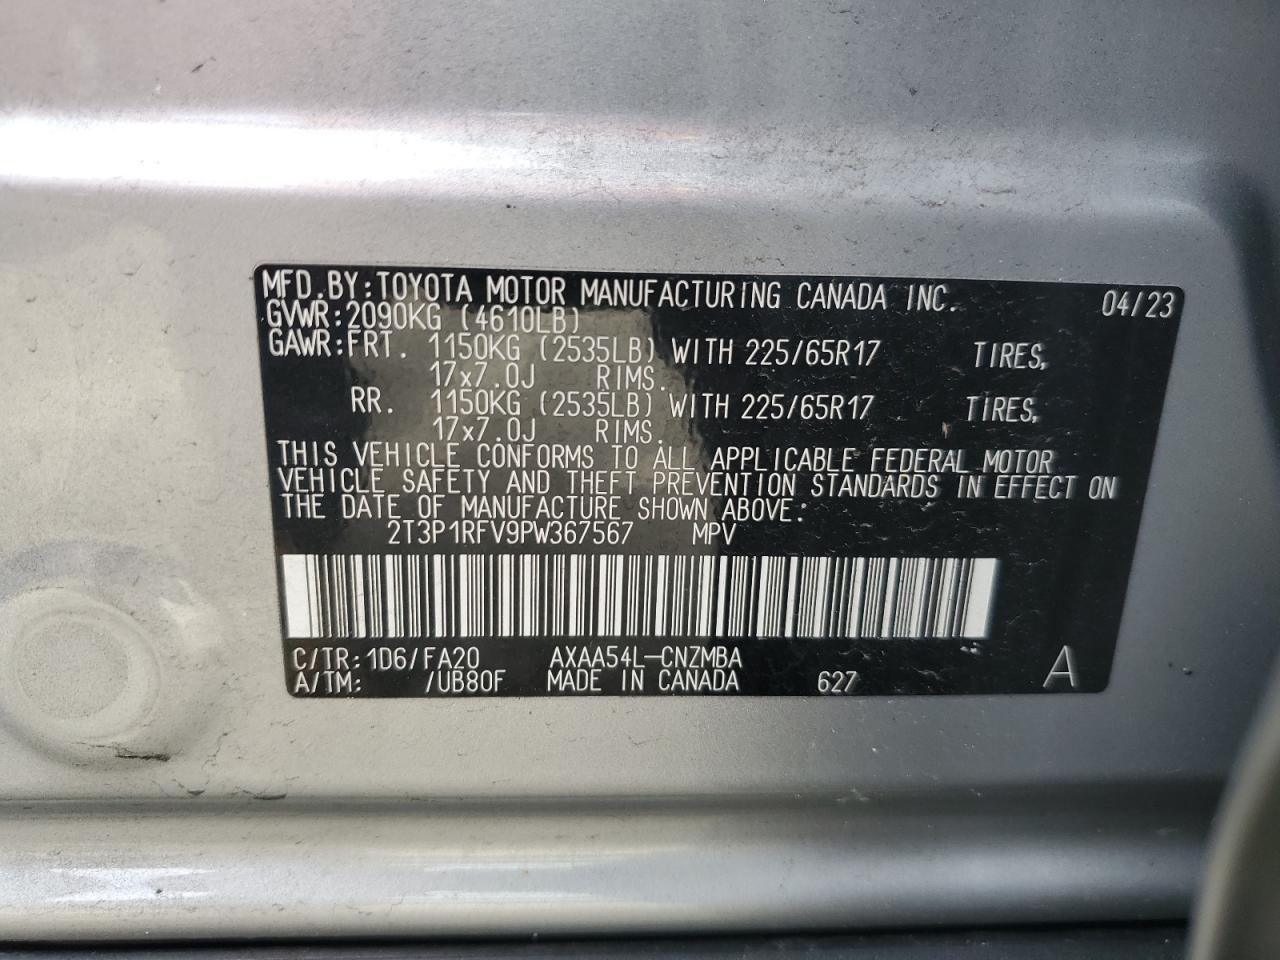 MFD.BY:TOYOTA MOTOR MANUFACTURING CANADA INC. 04/23
GVWR:2090KG (4610LB)
GAWR:FRT. 1150KG (2535LB) WITH 225/65R17 TIRES,
17x7.0J RIMS.
RR. 1150KG (2535LB) WITH 225/65R17 TIRES,
17x7.0J RIMS.
THIS VEHICLE CONFORMS TO ALL APPLICABLE FEDERAL MOTOR
VEHICLE SAFETY AND THEFT PREVENTION STANDARDS IN EFFECT ON
THE DATE OF MANUFACTURE SHOWN ABOVE:
2T3P1RFV9PW367567 MPV
C/TR:1D6/FA20 AXAA54L-CNZMBA
A/TM: /UB80F MADE IN CANADA 627 A